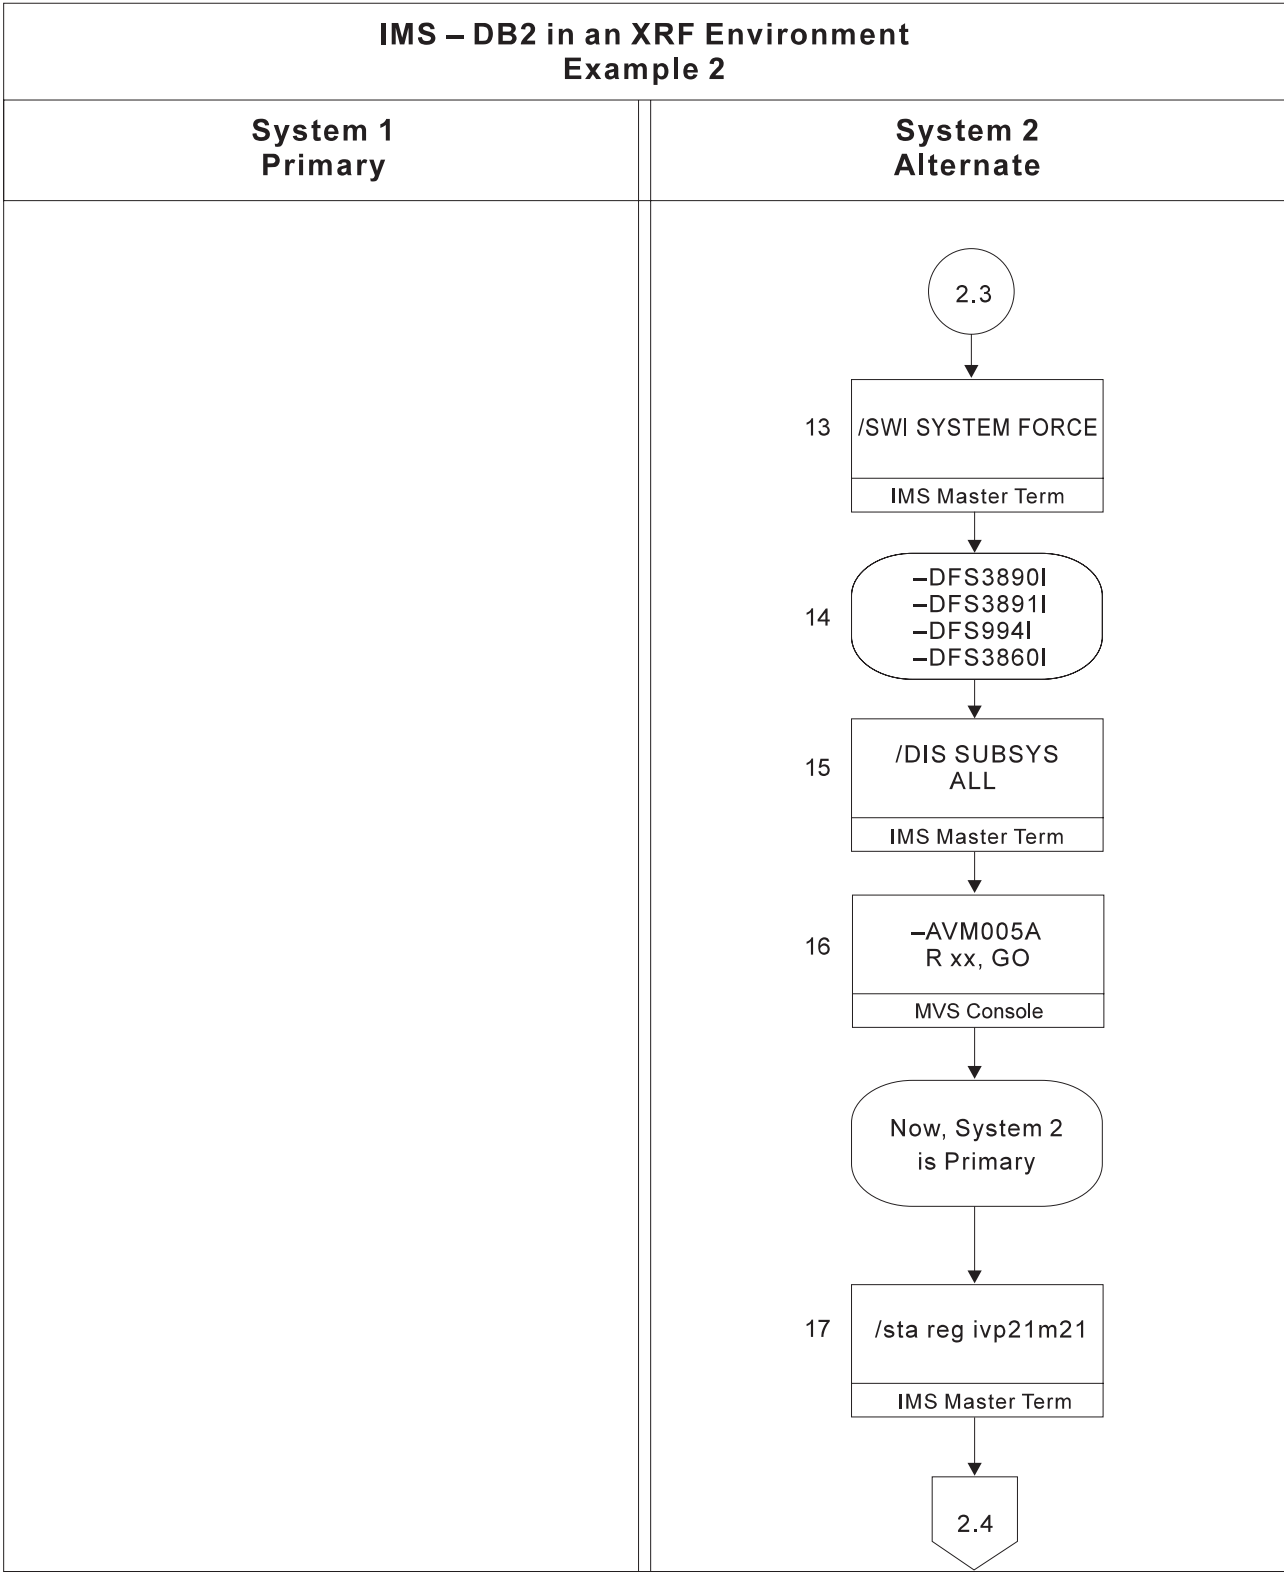 IMS – DB2 in an XRF Environment
Example 2
System 1
Primary
System 2
Alternate
2.3
13
/SWI SYSTEM FORCE
IMS Master Term
14
–DFS3890I
–DFS3891I
–DFS994I
–DFS3860I
15
/DIS SUBSYS
ALL
IMS Master Term
16
–AVM005A
R xx, GO
MVS Console
Now, System 2
is Primary
17
/sta reg ivp21m21
IMS Master Term
2.4